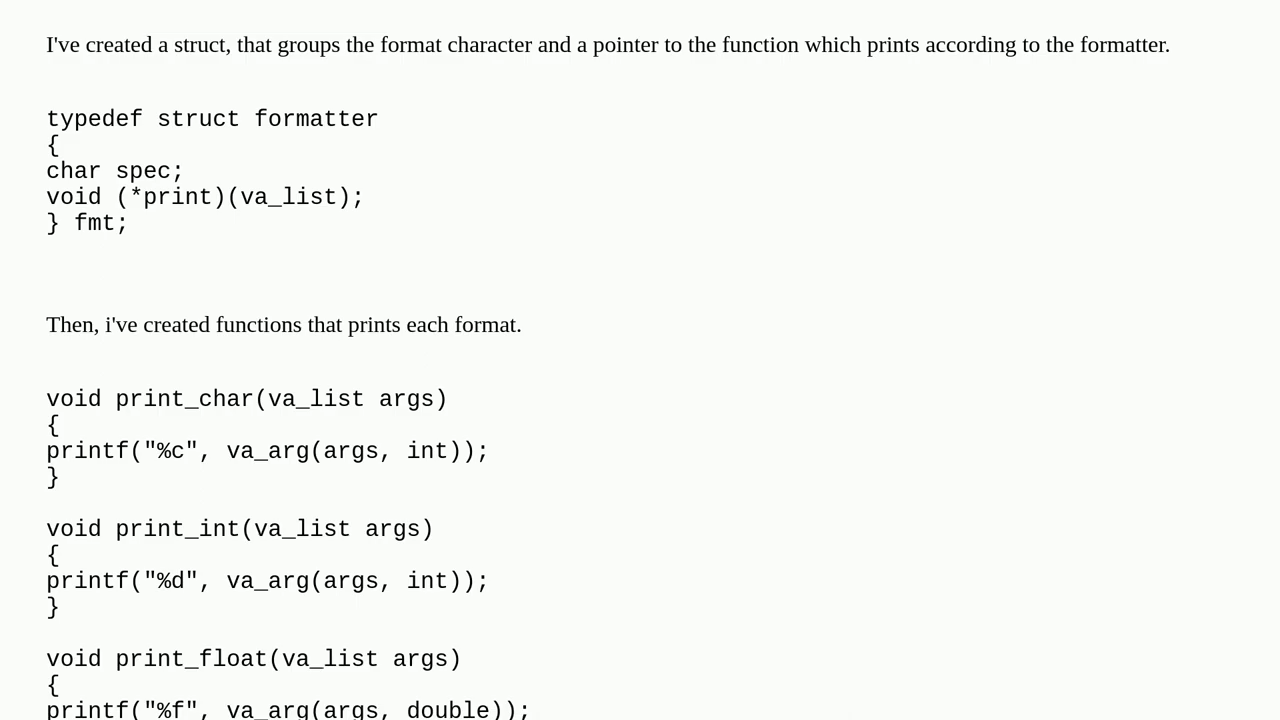 I've created a struct, that groups the format character and a pointer to the function which prints according to the formatter.
typedef struct formatter
{
char spec;
void (*print)(va_list);
} fmt;
Then, i've created functions that prints each format.
void print_char(va_list args)
{
printf("%c", va_arg(args, int));
}
void print_int(va_list args)
{
printf("%d", va_arg(args, int));
}
void print_float(va_list args)
{
printf("%f", va_arg(args, double));